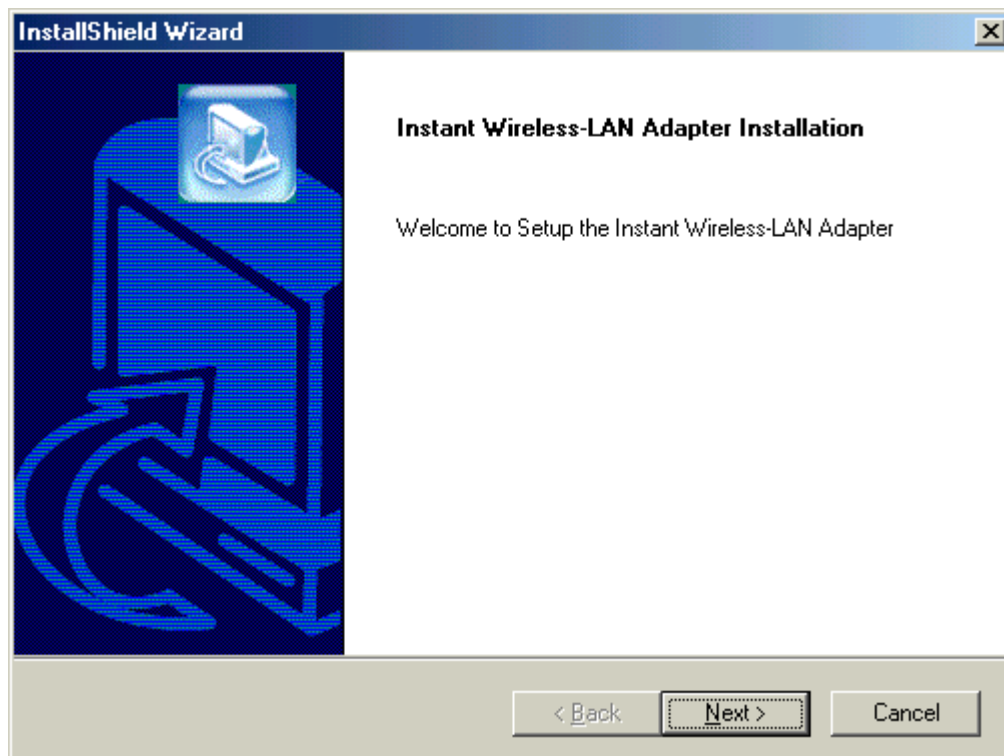 InstallShield Wizard
Instant Wireless-LAN Adapter Installation
Welcome to Setup the Instant Wireless-LAN Adapter
< Back
Next >
Cancel